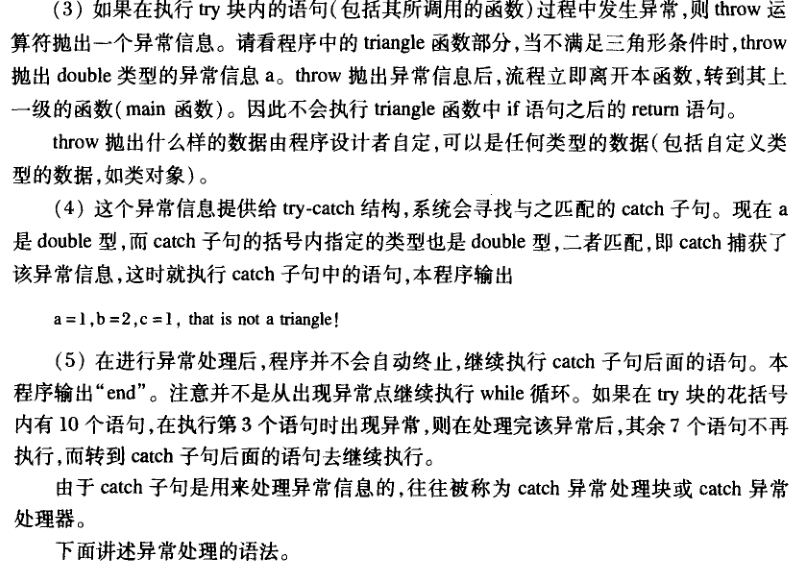 (3) 如果在执行 try 块内的语句(包括其所调用的函数)过程中发生异常,则 throw 运
算符抛出一个异常信息。请看程序中的 triangle 函数部分,当不满足三角形条件时,throw
抛出 double 类型的异常信息 a。throw 抛出异常信息后,流程立即离开本函数,转到其上
一级的函数(main 函数)。因此不会执行 triangle 函数中 if 语句之后的 return 语句。
throw 抛出什么样的数据由程序设计者自定,可以是任何类型的数据(包括自定义类
型的数据,如类对象)。
(4) 这个异常信息提供给 try-catch 结构,系统会寻找与之匹配的 catch 子句。现在 a
是 double 型,而 catch 子句的括号内指定的类型也是 double 型,二者匹配,即 catch 捕获了
该异常信息,这时就执行 catch 子句中的语句,本程序输出
a=1,b=2,c=1, that is not a triangle!
(5) 在进行异常处理后,程序并不会自动终止,继续执行 catch 子句后面的语句。本
程序输出“end”。注意并不是从出现异常点继续执行 while 循环。如果在 try 块的花括号
内有 10 个语句,在执行第 3 个语句时出现异常,则在处理完该异常后,其余 7 个语句不再
执行,而转到 catch 子句后面的语句去继续执行。
由于 catch 子句是用来处理异常信息的,往往被称为 catch 异常处理块或 catch 异常
处理器。
下面讲述异常处理的语法。